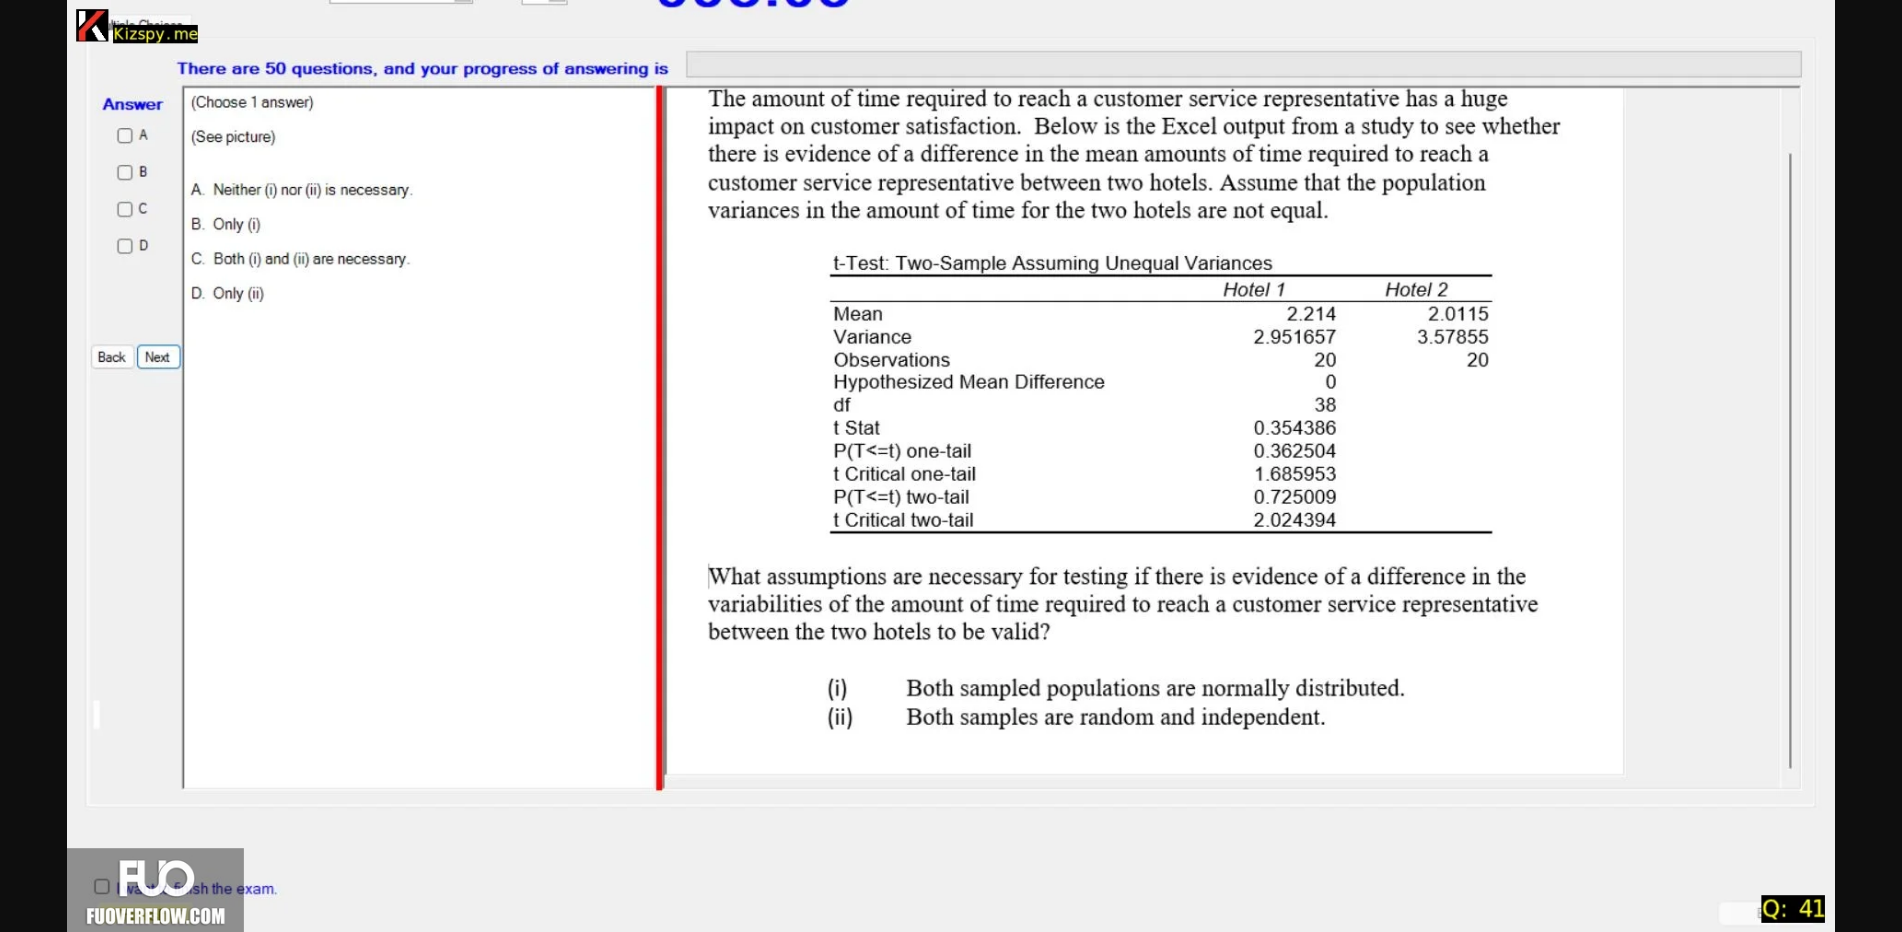 Kizspy.me
There are 50 questions, and your progress of answering is
Answer
A
B
C
D
Back Next
(Choose 1 answer)
(See picture)
A. Neither (i) nor (ii) is necessary.
B. Only (i)
C. Both (i) and (ii) are necessary.
D. Only (ii)
The amount of time required to reach a customer service representative has a huge
impact on customer satisfaction. Below is the Excel output from a study to see whether
there is evidence of a difference in the mean amounts of time required to reach a
customer service representative between two hotels. Assume that the population
variances in the amount of time for the two hotels are not equal.
t-Test: Two-Sample Assuming Unequal Variances
Hotel 1 Hotel 2
Mean 2.214 2.0115
Variance 2.951657 3.57855
Observations 20 20
Hypothesized Mean Difference 0
df 38
t Stat 0.354386
P(T<=t) one-tail 0.362504
t Critical one-tail 1.685953
P(T<=t) two-tail 0.725009
t Critical two-tail 2.024394
What assumptions are necessary for testing if there is evidence of a difference in the
variabilities of the amount of time required to reach a customer service representative
between the two hotels to be valid?
(i) Both sampled populations are normally distributed.
(ii) Both samples are random and independent.
FUO
the exam.
FUOVERFLOW.COM
Q: 41